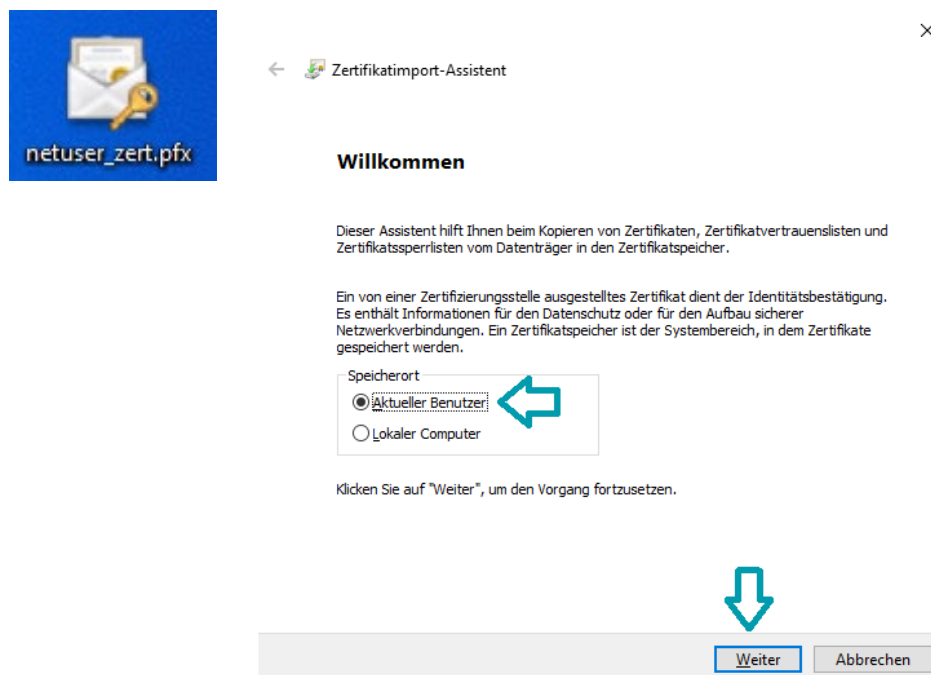 netuser_zert.pfx
Zertifikatimport-Assistent
Willkommen
Dieser Assistent hilft Ihnen beim Kopieren von Zertifikaten, Zertifikatvertrauenslisten und
Zertifikatssperrlisten vom Datenträger in den Zertifikatspeicher.
Ein von einer Zertifizierungsstelle ausgestelltes Zertifikat dient der Identitätsbestätigung.
Es enthält Informationen für den Datenschutz oder für den Aufbau sicherer
Netzwerkverbindungen. Ein Zertifikatspeicher ist der Systembereich, in dem Zertifikate
gespeichert werden.
Speicherort
Aktueller Benutzer
Lokaler Computer
Klicken Sie auf "Weiter", um den Vorgang fortzusetzen.
Weiter
Abbrechen